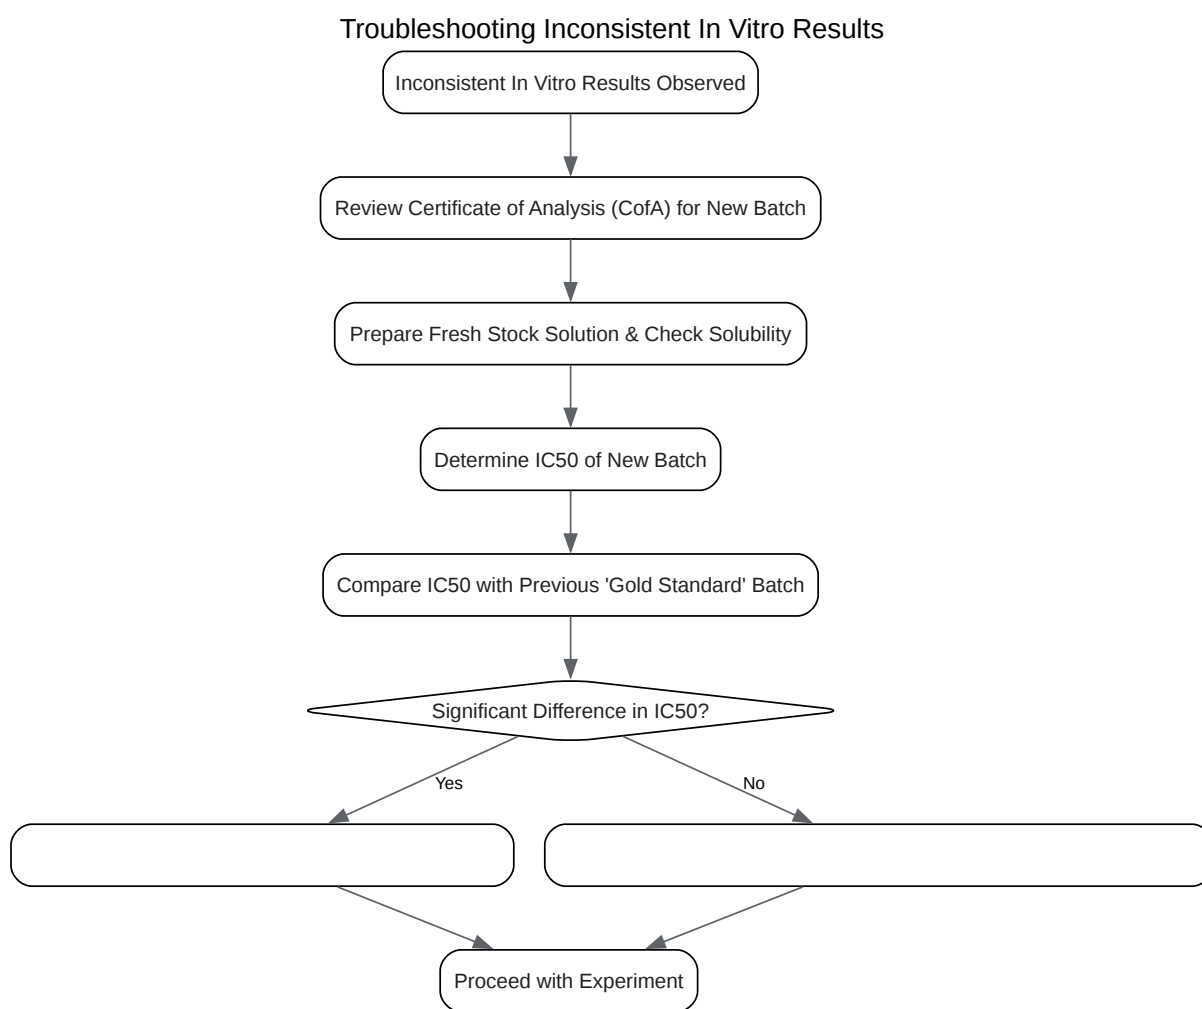 Troubleshooting Inconsistent In Vitro Results
Inconsistent In Vitro Results Observed
Review Certificate of Analysis (CofA) for New Batch
Prepare Fresh Stock Solution & Check Solubility
Determine IC50 of New Batch
Compare IC50 with Previous 'Gold Standard' Batch
Significant Difference in IC50?
Yes
No
Proceed with Experiment